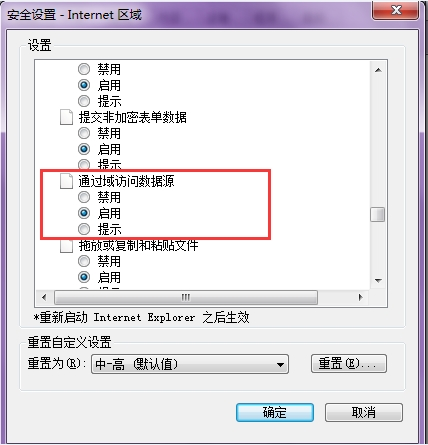 安全设置 - Internet 区域
设置
禁用
启用
提示
提交非加密表单数据
禁用
启用
提示
通过域访问数据源
禁用
启用
提示
拖放或复制和粘贴文件
禁用
启用
*重新启动 Internet Explorer 之后生效
重置自定义设置
重置为(R): 中-高 (默认值) 重置(E)...
确定 取消